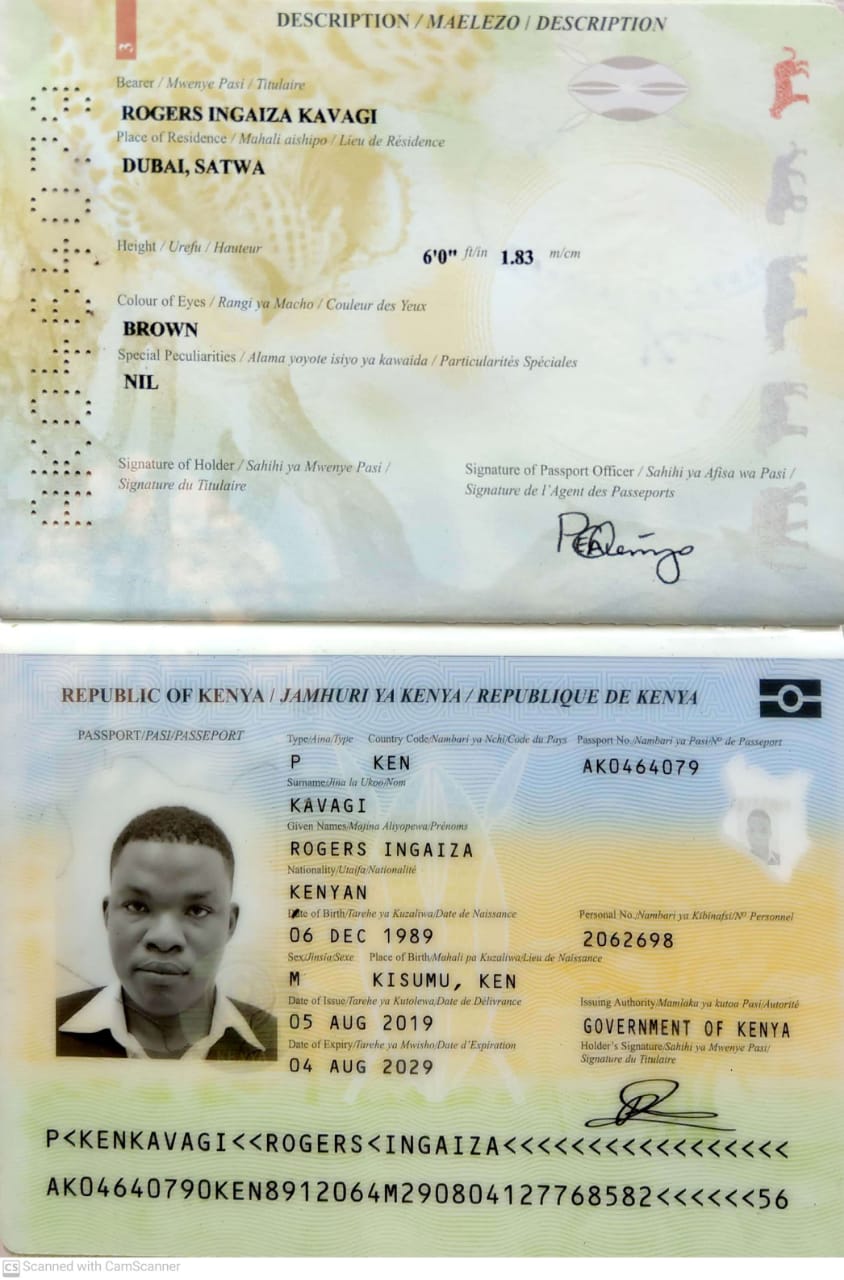 DESCRIPTION / MAELEZO / DESCRIPTION
3
Bearer / Mwenye Pasi / Titulaire
ROGERS INGAIZA KAVAGI
Place of Residence / Mahali aishipo / Lieu de Résidence
DUBAI, SATWA
Height / Urefu / Hauteur
6'0" ft/in 1.83 m/cm
Colour of Eyes / Rangi ya Macho / Couleur des Yeux
BROWN
Special Peculiarities / Alama yoyote isiyo ya kawaida / Particularités Spéciales
NIL
Signature of Holder / Sahihi ya Mwenye Pasi /
Signature du Titulaire
Signature of Passport Officer / Sahihi ya Afisa wa Pasi /
Signature de l'Agent des Passeports
REPUBLIC OF KENYA / JAMHURI YA KENYA / REPUBLIQUE DE KENYA
PASSPORT/PASI/PASSEPORT
Type/Aina/Type Country Code/Nambari ya Nchi/Code du Pays Passport No./Nambari ya Pasi/Nº de Passeport
P KEN AK0464079
Surname/Jina la Ukoo/Nom
KAVAGI
Given Names/Majina Aliyopewa/Prénoms
ROGERS INGAIZA
Nationality/Utaifa/Nationalité
KENYAN
Date of Birth/Tarehe ya Kuzaliwa/Date de Naissance Personal No./Nambari ya Kibinafsi/Nº Personnel
06 DEC 1989 2062698
Sex/Jinsia/Sexe Place of Birth/Mahali pa Kuzaliwa/Lieu de Naissance
M KISUMU, KEN
Date of Issue/Tarehe ya Kutolewa/Date de Délivrance Issuing Authority/Mamlaka ya kutoa Pasi/Autorité
05 AUG 2019 GOVERNMENT OF KENYA
Date of Expiry/Tarehe ya Mwisho/Date d'Expiration Holder's Signature/Sahihi ya Mwenye Pasi/
Signature du Titulaire
04 AUG 2029
P<KENKAVAGI<<ROGERS<INGAIZA<<<<<<<<<<<<<<<<<
AK04640790KEN8912064M290804127768582<<<<<<56
CS Scanned with CamScanner